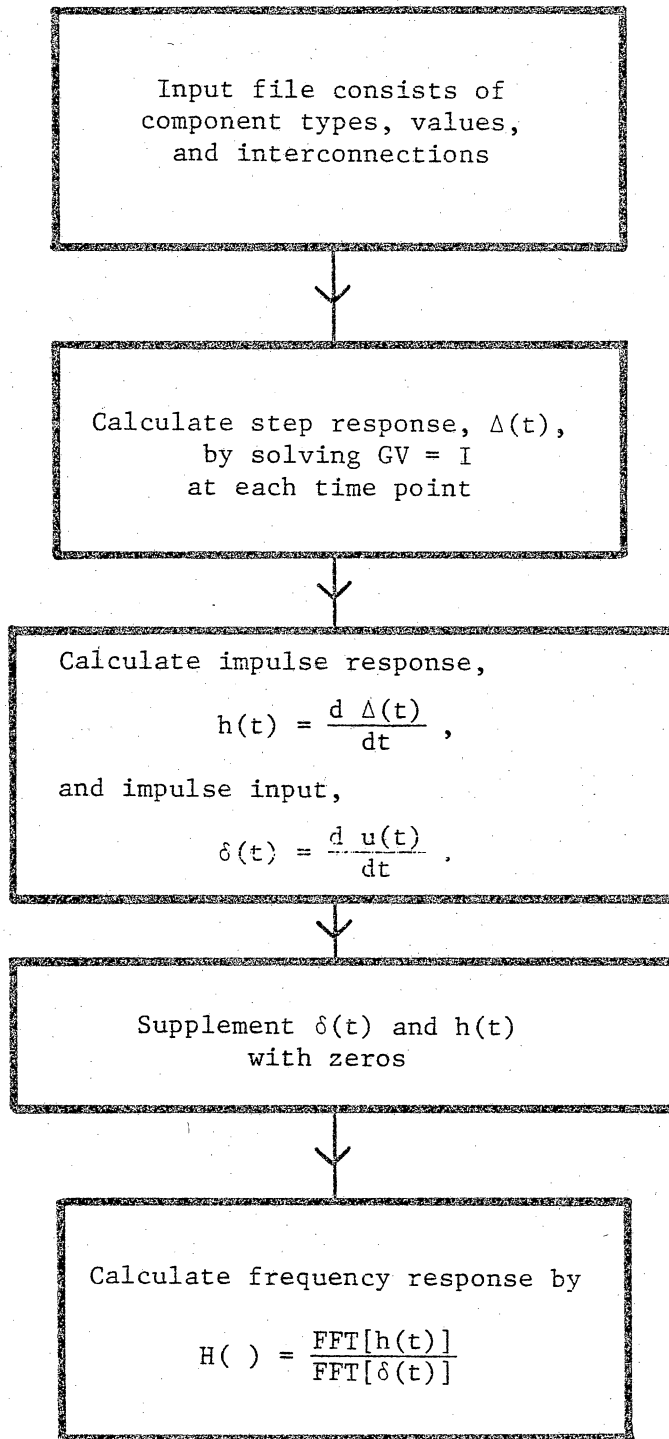 Input file consists of
component types, values,
and interconnections
Calculate step response, Δ(t),
by solving GV = I
at each time point
Calculate impulse response,
h(t) = d Δ(t) / dt ,
and impulse input,
δ(t) = d u(t) / dt .
Supplement δ(t) and h(t)
with zeros
Calculate frequency response by
H( ) = FFT[h(t)] / FFT[δ(t)]